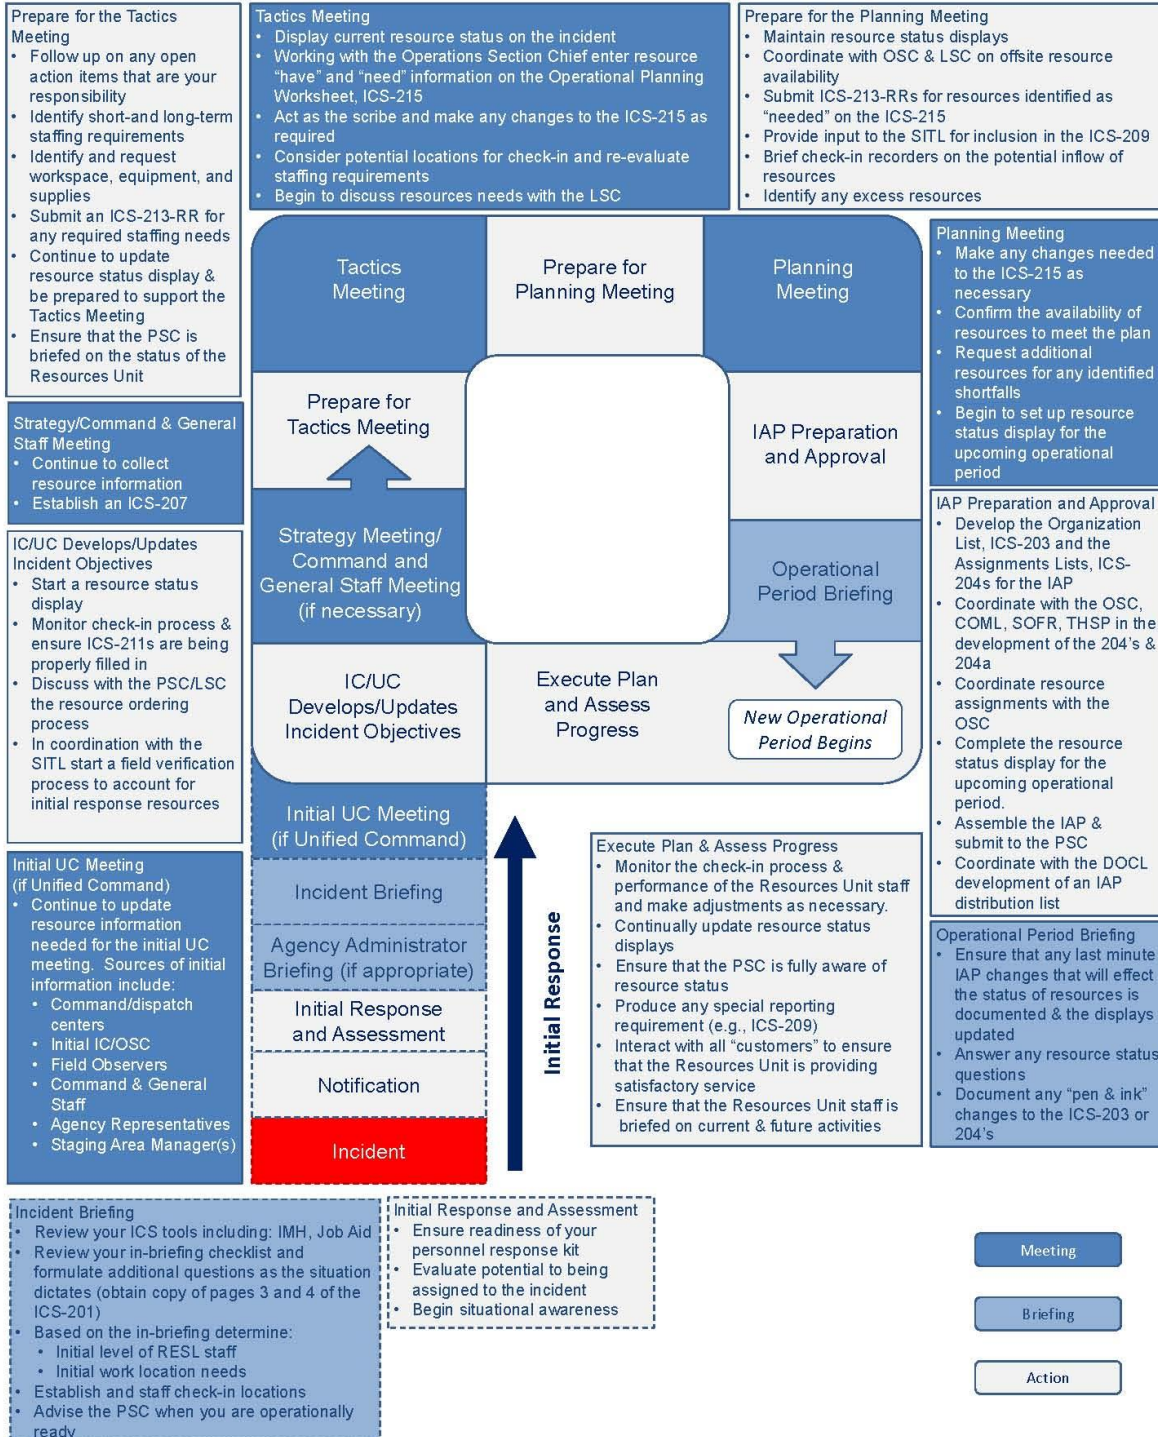 Prepare for the Tactics
Meeting
• Follow up on any open
action items that are your
responsibility
• Identify short-and long-term
staffing requirements
• Identify and request
workspace, equipment, and
supplies
• Submit an ICS-213-RR for
any required staffing needs
• Continue to update
resource status display &
be prepared to support the
Tactics Meeting
• Ensure that the PSC is
briefed on the status of the
Resources Unit
Tactics Meeting
• Display current resource status on the incident
• Working with the Operations Section Chief enter resource
“have” and “need” information on the Operational Planning
Worksheet, ICS-215
• Act as the scribe and make any changes to the ICS-215 as
required
• Consider potential locations for check-in and re-evaluate
staffing requirements
• Begin to discuss resources needs with the LSC
Prepare for the Planning Meeting
• Maintain resource status displays
• Coordinate with OSC & LSC on offsite resource
availability
• Submit ICS-213-RRs for resources identified as
“needed” on the ICS-215
• Provide input to the SITL for inclusion in the ICS-209
• Brief check-in recorders on the potential inflow of
resources
• Identify any excess resources
Strategy/Command & General
Staff Meeting
• Continue to collect
resource information
• Establish an ICS-207
IC/UC Develops/Updates
Incident Objectives
• Start a resource status
display
• Monitor check-in process &
ensure ICS-211s are being
properly filled in
• Discuss with the PSC/LSC
the resource ordering
process
• In coordination with the
SITL start a field verification
process to account for
initial response resources
Initial UC Meeting
(if Unified Command)
• Continue to update
resource information
needed for the initial UC
meeting. Sources of initial
information include:
• Command/dispatch
centers
• Initial IC/OSC
• Field Observers
• Command & General
Staff
• Agency Representatives
• Staging Area Manager(s)
Tactics
Meeting
Prepare for
Planning Meeting
Planning
Meeting
Prepare for
Tactics Meeting
IAP Preparation
and Approval
Strategy Meeting/
Command and
General Staff Meeting
(if necessary)
Operational
Period Briefing
IC/UC
Develops/Updates
Incident Objectives
Execute Plan
and Assess
Progress
New Operational
Period Begins
Initial UC Meeting
(if Unified Command)
Incident Briefing
Agency Administrator
Briefing (if appropriate)
Initial Response
and Assessment
Notification
Incident
Initial Response
Planning Meeting
• Make any changes needed
to the ICS-215 as
necessary
• Confirm the availability of
resources to meet the plan
• Request additional
resources for any identified
shortfalls
• Begin to set up resource
status display for the
upcoming operational
period
IAP Preparation and Approval
• Develop the Organization
List, ICS-203 and the
Assignments Lists, ICS-
204s for the IAP
• Coordinate with the OSC,
COML, SOFR, THSP in the
development of the 204’s &
204a
• Coordinate resource
assignments with the
OSC
• Complete the resource
status display for the
upcoming operational
period.
• Assemble the IAP &
submit to the PSC
• Coordinate with the DOCL
development of an IAP
distribution list
Operational Period Briefing
• Ensure that any last minute
IAP changes that will effect
the status of resources is
documented & the displays
updated
• Answer any resource status
questions
• Document any “pen & ink”
changes to the ICS-203 or
204’s
Execute Plan & Assess Progress
• Monitor the check-in process &
performance of the Resources Unit staff
and make adjustments as necessary.
• Continually update resource status
displays
• Ensure that the PSC is fully aware of
resource status
• Produce any special reporting
requirement (e.g., ICS-209)
• Interact with all “customers” to ensure
that the Resources Unit is providing
satisfactory service
• Ensure that the Resources Unit staff is
briefed on current & future activities
Incident Briefing
• Review your ICS tools including: IMH, Job Aid
• Review your in-briefing checklist and
formulate additional questions as the situation
dictates (obtain copy of pages 3 and 4 of the
ICS-201)
• Based on the in-briefing determine:
• Initial level of RESL staff
• Initial work location needs
• Establish and staff check-in locations
• Advise the PSC when you are operationally
ready
Initial Response and Assessment
• Ensure readiness of your
personnel response kit
• Evaluate potential to being
assigned to the incident
• Begin situational awareness
Meeting
Briefing
Action